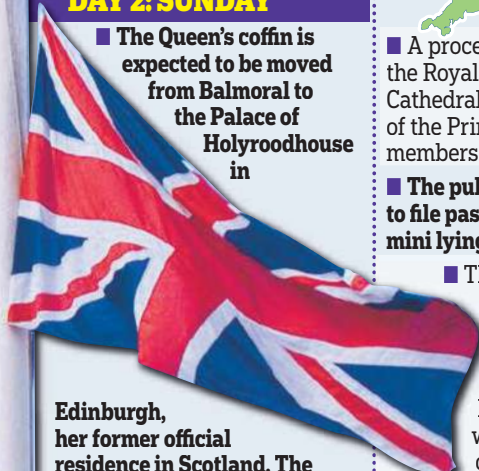 DAY 2: SUNDAY
■ The Queen's coffin is
expected to be moved
from Balmoral to
the Palace of
Holyroodhouse
in
Edinburgh,
her former official
residence in Scotland. The
■ A proce
the Royal
Cathedral
of the Prin
members
■ The pul
to file pas
mini lying
■ Th